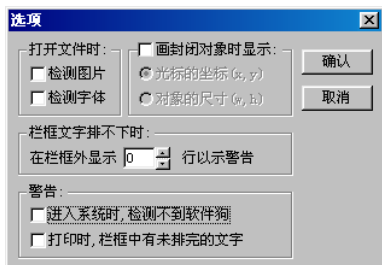 选项
打开文件时:
检测图片
检测字体
画封闭对象时显示:
光标的坐标(x, y)
对象的尺寸(w, h)
确认
取消
栏框文字排不下时:
在栏框外显示 0 行以示警告
警告:
进入系统时,检测不到软件狗
打印时,栏框中有未排完的文字